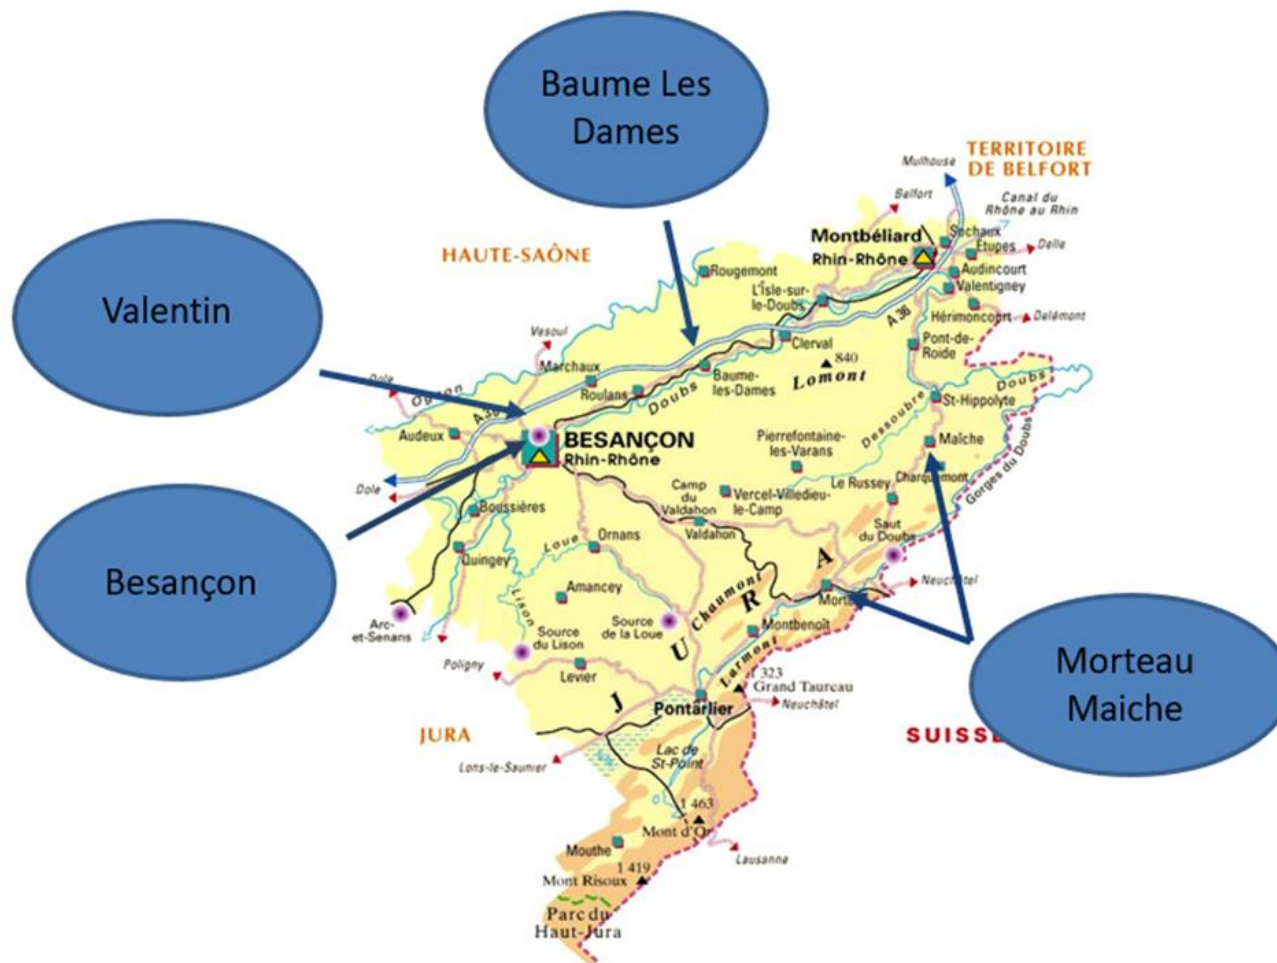 Baume Les
Dames
TERRITOIRE
DE BELFORT
Mulhouse
Belfort
Canal du
Rhône au Rhin
Valentin
HAUTE-SAÔNE
Montbéliard
Rhin-Rhône
Sochaux
Etupes
Delle
Audincourt
Valentigney
Rougemont
L'Isle-sur-
le-Doubs
Hérimoncourt
Delémont
A 36
Vesoul
Clerval
Pont-
de-
Roide
Marchaux
840
Lomont
Dole
Ognon
Roulans
Doubs
Baume-
les-Dames
Doubs
St-Hippolyte
A 36
Dessoubre
Audeux
BESANÇON
Rhin-Rhône
Pierrefontaine-
les-Varans
Maîche
Gorges du Doubs
Charquemont
Dole
Camp
du
Valdahon
Vercel-Villedieu-
le-Camp
Le Russey
Boussières
Valdahon
Saut
du Doubs
Besançon
Loue
Ornans
Quingey
Amancey
Chaumont
Neuchâtel
Lison
Arc-
et-Senans
Source
du Lison
Source
de la Loue
Montbenoît
JURA
Morteau
Maiche
Poligny
Levier
Larmont
1 323
Grand Taureau
Neuchâtel
Pontarlier
JURA
SUISSE
Lons-le-Saunier
Lac de
St-Point
1 463
Mont d'Or
Mouthe
Lausanne
1 419
Mont Risoux
Parc du
Haut-Jura